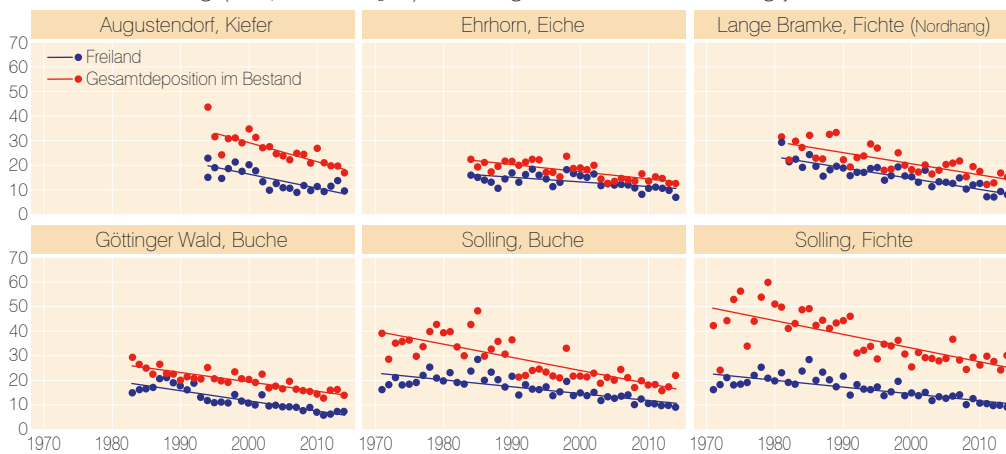 Augustendorf, Kiefer
Ehrhorn, Eiche
Lange Bramke, Fichte (Nordhang)
70
60
50
40
30
20
10
0
Freiland
Gesamtdeposition im Bestand
Göttinger Wald, Buche
Solling, Buche
Solling, Fichte
70
60
50
40
30
20
10
0
1970 1980 1990 2000 2010
1970 1980 1990 2000 2010
1970 1980 1990 2000 2010